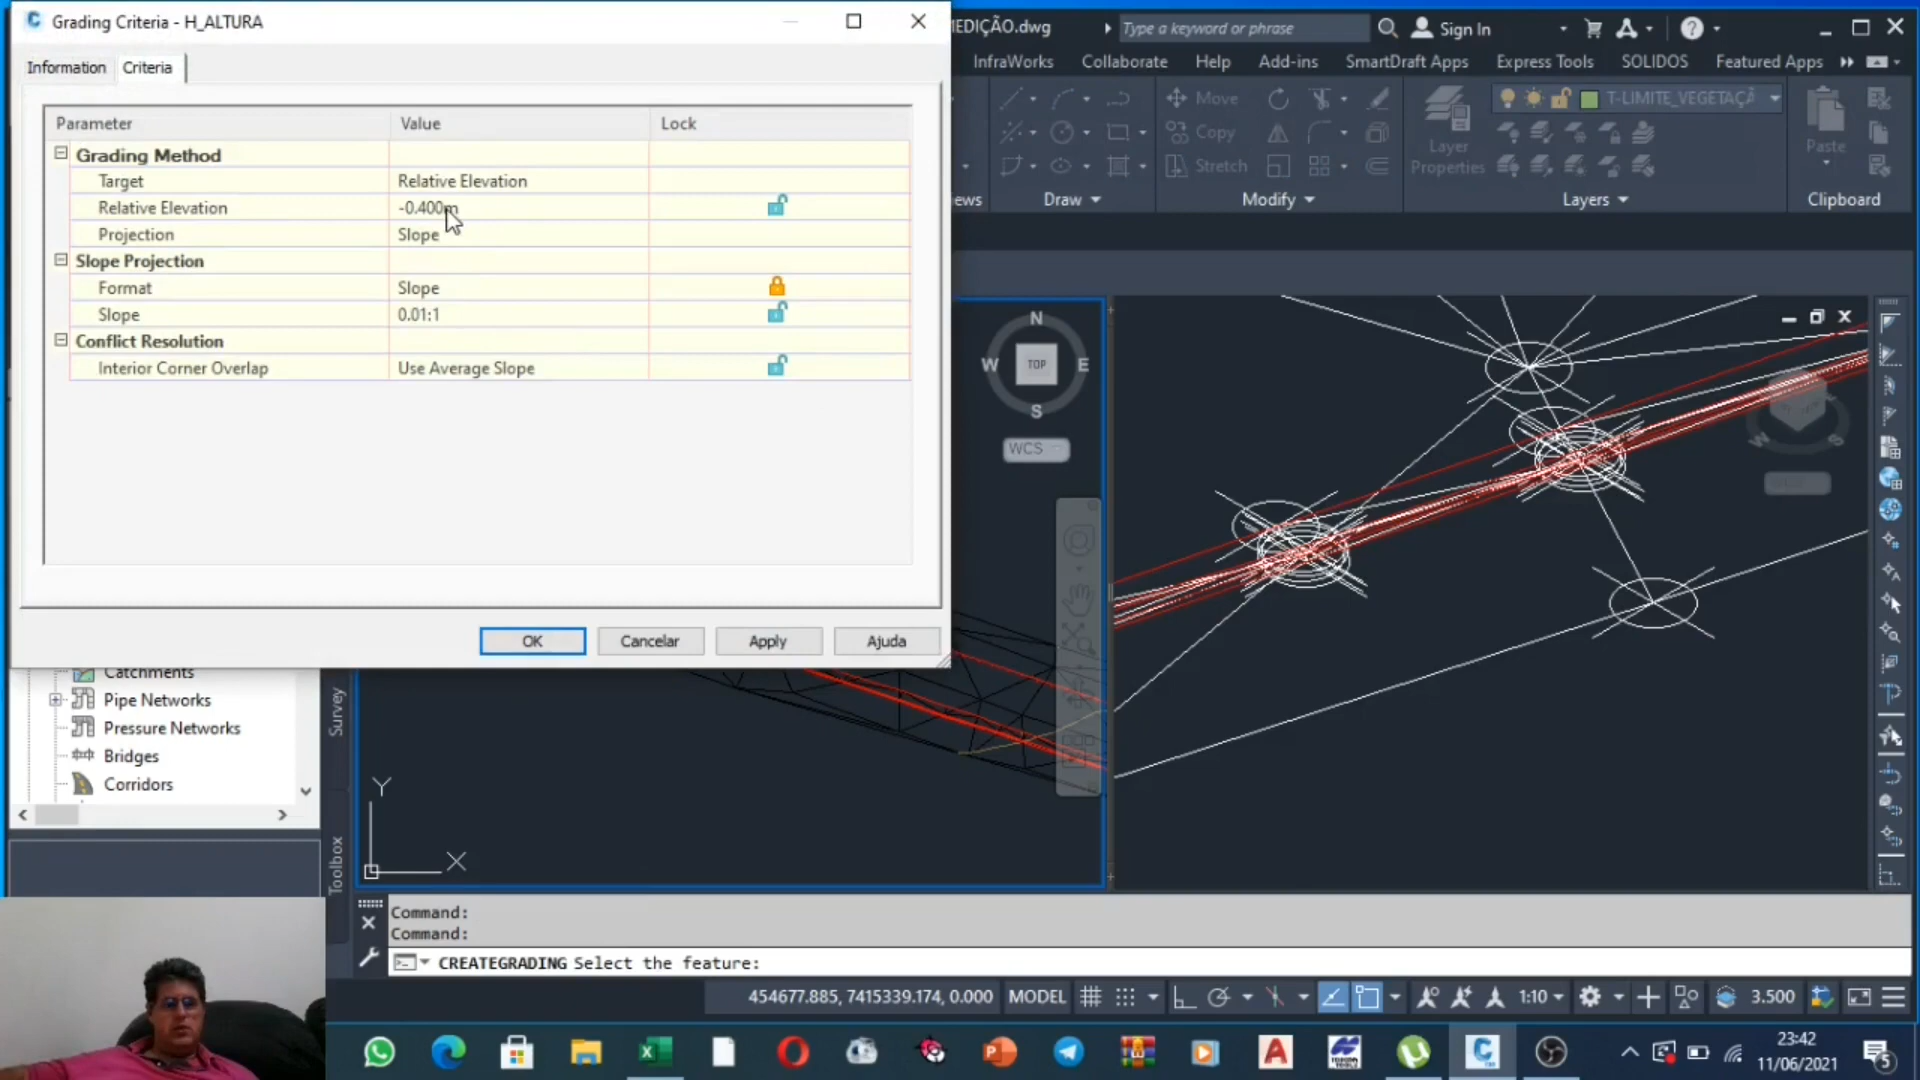 Grading Criteria - H_ALTURA
EDIÇÃO.dwg
Type a keyword or phrase
Sign In
Information
Criteria
InfraWorks
Collaborate
Help
Add-ins
SmartDraft Apps
Express Tools
SOLIDOS
Featured Apps
Parameter
Value
Lock
Move
T-LIMITE_VEGETAÇÃ
Grading Method
Copy
Layer
Properties
Paste
Target
Relative Elevation
Stretch
Relative Elevation
-0.400m
ews
Draw
Modify
Layers
Clipboard
Projection
Slope
Slope Projection
Format
Slope
Slope
0.01:1
Conflict Resolution
Interior Corner Overlap
Use Average Slope
N
W
TOP
E
S
WCS
W
S
OK
Cancelar
Apply
Ajuda
Catchments
Pipe Networks
Pressure Networks
Bridges
Corridors
Survey
Toolbox
Y
X
Command:
Command:
CREATEGRADING Select the feature:
454677.885, 7415339.174, 0.000
MODEL
1:10
3.500
23:42
11/06/2021
5